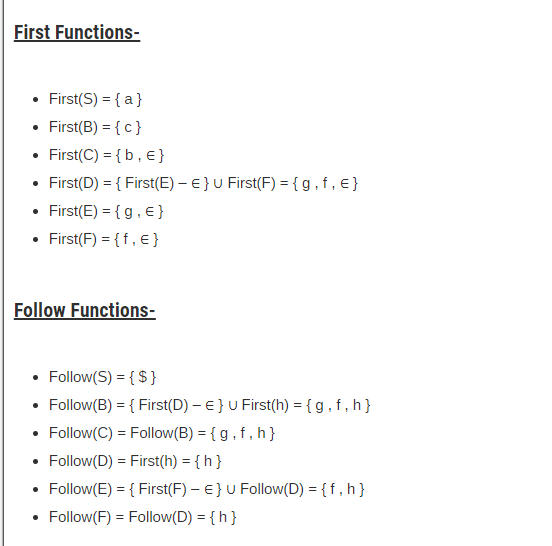 First Functions-
First(S) = { a }
First(B) = { c }
First(C) = { b , ∈ }
First(D) = { First(E) – ∈ } ∪ First(F) = { g , f , ∈ }
First(E) = { g , ∈ }
First(F) = { f , ∈ }
Follow Functions-
Follow(S) = { $ }
Follow(B) = { First(D) – ∈ } ∪ First(h) = { g , f , h }
Follow(C) = Follow(B) = { g , f , h }
Follow(D) = First(h) = { h }
Follow(E) = { First(F) – ∈ } ∪ Follow(D) = { f , h }
Follow(F) = Follow(D) = { h }